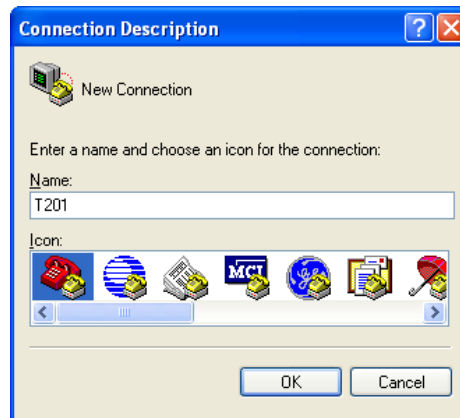 Connection Description
New Connection
Enter a name and choose an icon for the connection:
Name:
T201
Icon:
MCI
OK Cancel